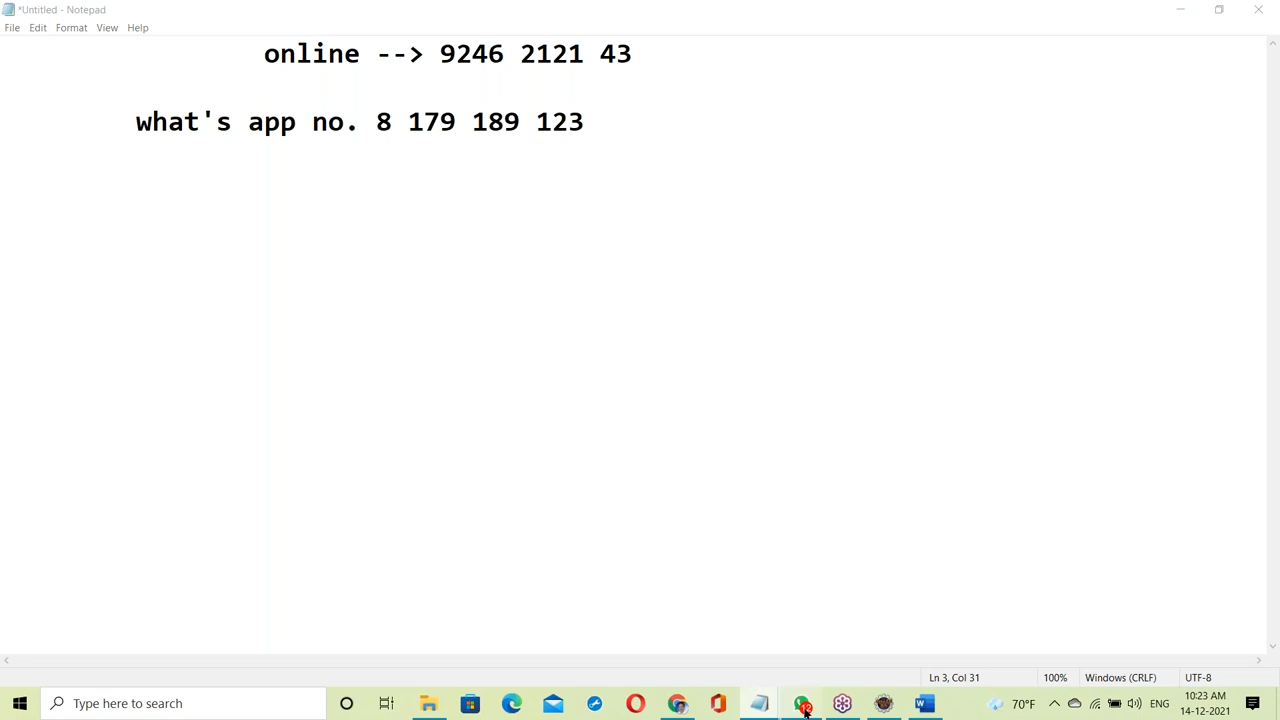 *Untitled - Notepad
File Edit Format View Help
online --> 9246 2121 43
what's app no. 8 179 189 123
Ln 3, Col 31 100% Windows (CRLF) UTF-8
Type here to search
12
W
70°F
ENG
10:23 AM
14-12-2021